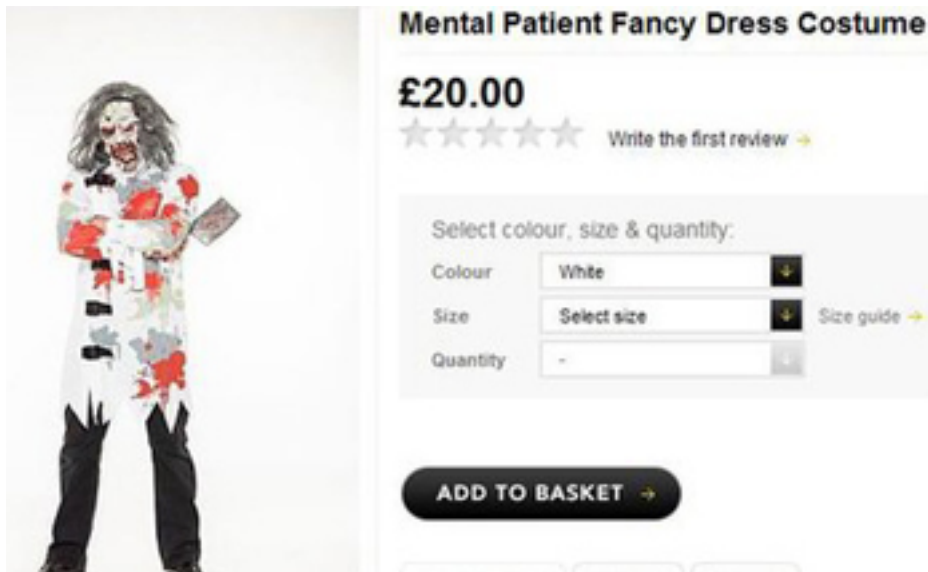 Mental Patient Fancy Dress Costume
£20.00
Write the first review
Select colour, size & quantity:
Colour White
Size Select size Size guide
Quantity -
ADD TO BASKET